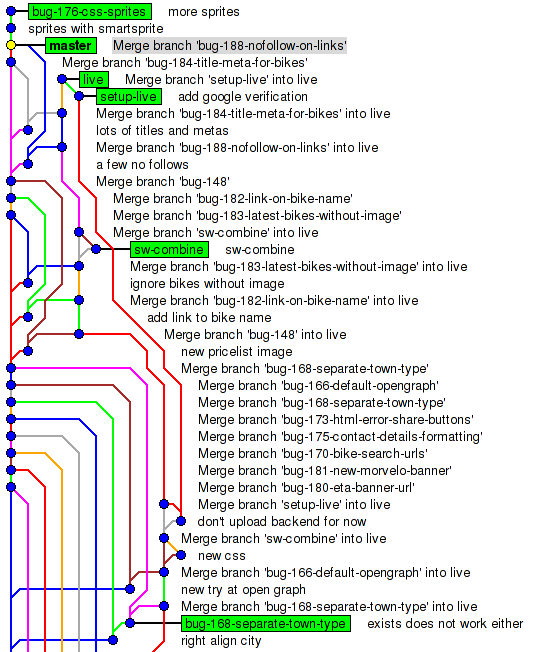 bug-176-css-sprites more sprites
sprites with smartsprite
master Merge branch 'bug-188-nofollow-on-links'
Merge branch 'bug-184-title-meta-for-bikes'
live Merge branch 'setup-live' into live
setup-live add google verification
Merge branch 'bug-184-title-meta-for-bikes' into live
lots of titles and metas
Merge branch 'bug-188-nofollow-on-links' into live
a few no follows
Merge branch 'bug-148'
Merge branch 'bug-182-link-on-bike-name'
Merge branch 'bug-183-latest-bikes-without-image'
Merge branch 'sw-combine' into live
sw-combine sw-combine
Merge branch 'bug-183-latest-bikes-without-image' into live
ignore bikes without image
Merge branch 'bug-182-link-on-bike-name' into live
add link to bike name
Merge branch 'bug-148' into live
new pricelist image
Merge branch 'bug-168-separate-town-type'
Merge branch 'bug-166-default-opengraph'
Merge branch 'bug-168-separate-town-type'
Merge branch 'bug-173-html-error-share-buttons'
Merge branch 'bug-175-contact-details-formatting'
Merge branch 'bug-170-bike-search-urls'
Merge branch 'bug-181-new-morvelo-banner'
Merge branch 'bug-180-eta-banner-url'
Merge branch 'setup-live' into live
don't upload backend for now
Merge branch 'sw-combine' into live
new css
Merge branch 'bug-166-default-opengraph' into live
new try at open graph
Merge branch 'bug-168-separate-town-type' into live
bug-168-separate-town-type exists does not work either
right align city